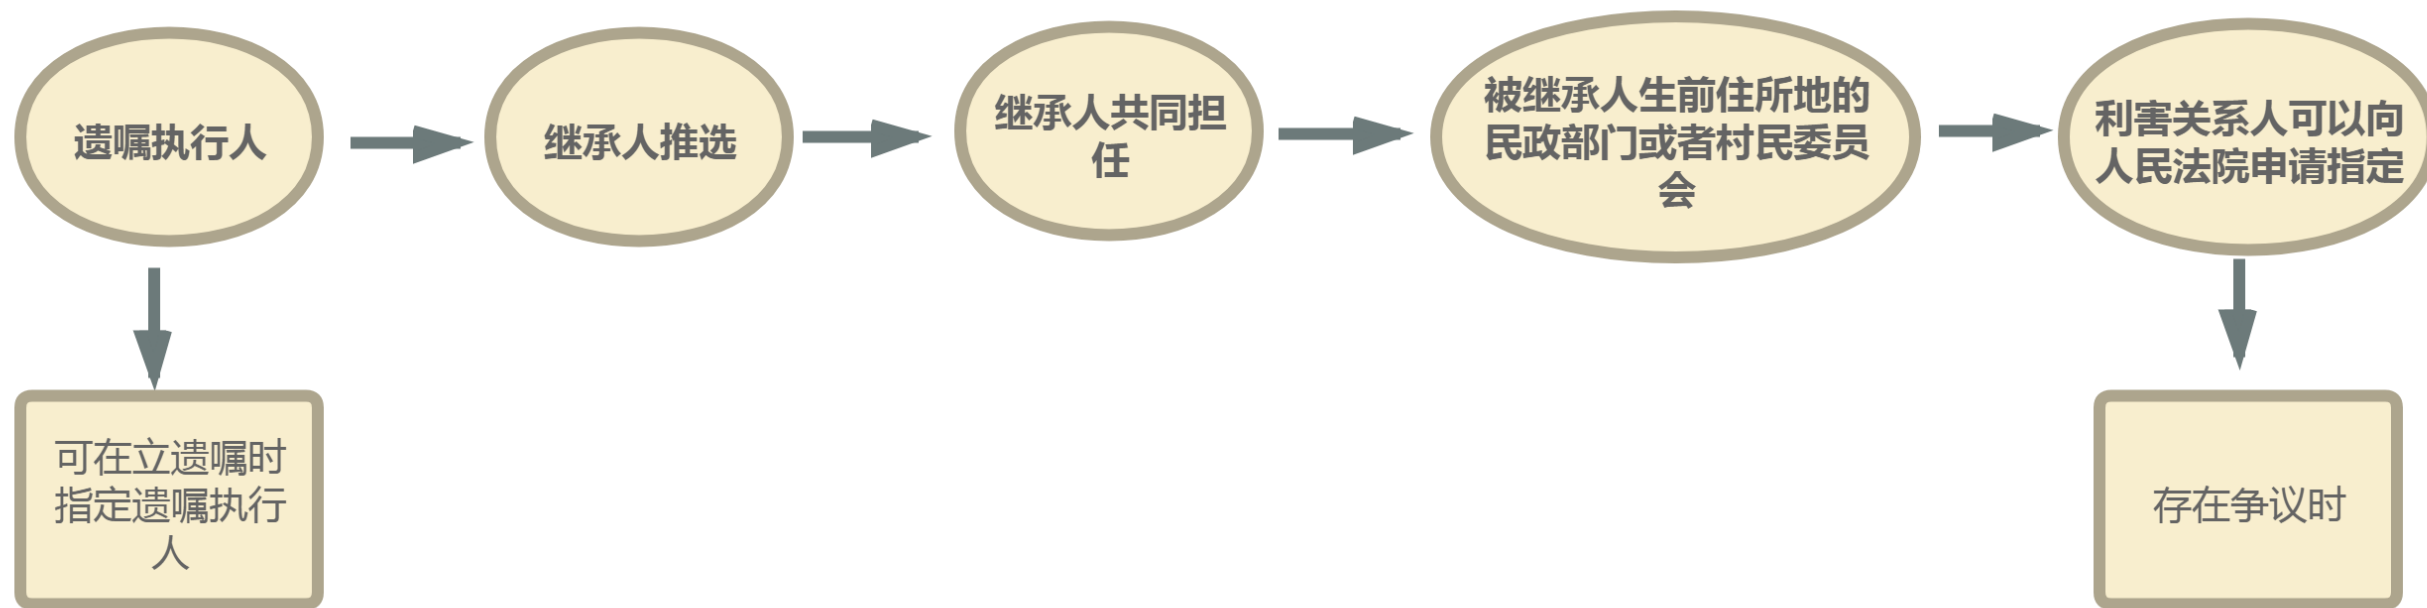 遗嘱执行人
继承人推选
继承人共同担
任
被继承人生前住所地的
民政部门或者村民委员
会
利害关系人可以向
人民法院申请指定
可在立遗嘱时
指定遗嘱执行
人
存在争议时